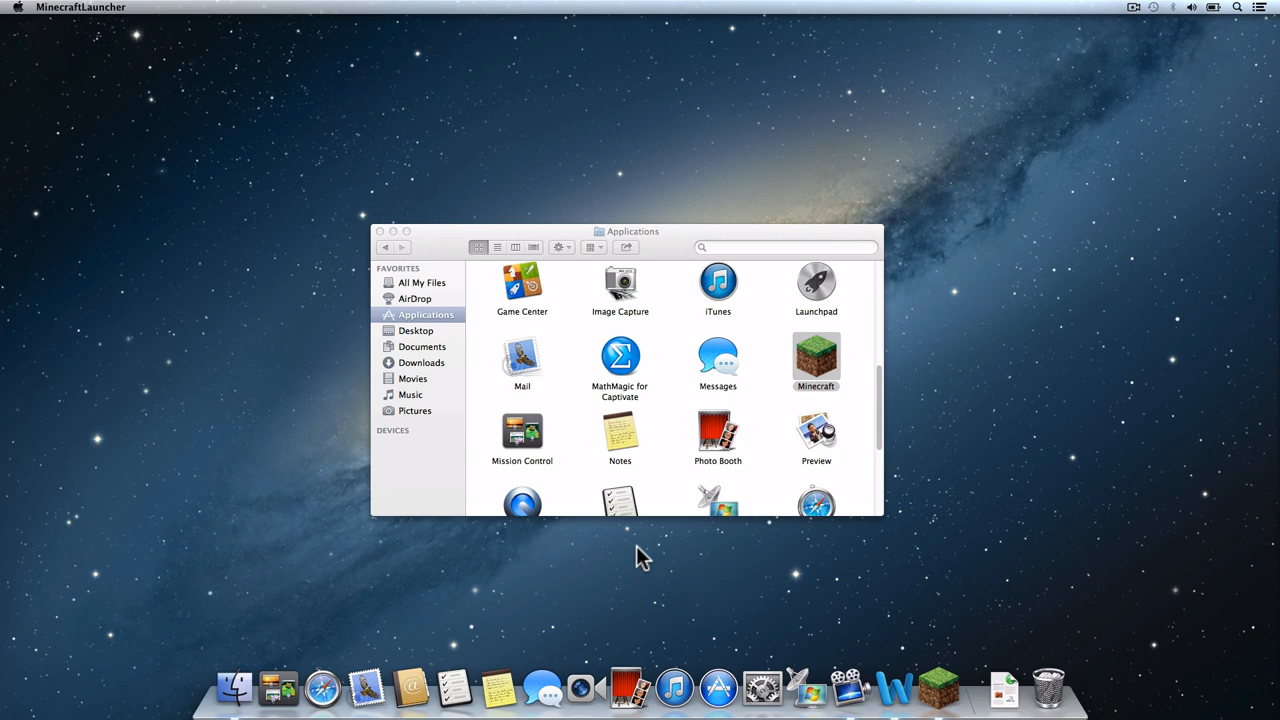 MinecraftLauncher
Applications
FAVORITES
All My Files
AirDrop
Applications
Desktop
Documents
Downloads
Movies
Music
Pictures
DEVICES
Game Center
Image Capture
iTunes
Launchpad
Mail
MathMagic for
Captivate
Messages
Minecraft
Mission Control
Notes
Photo Booth
Preview